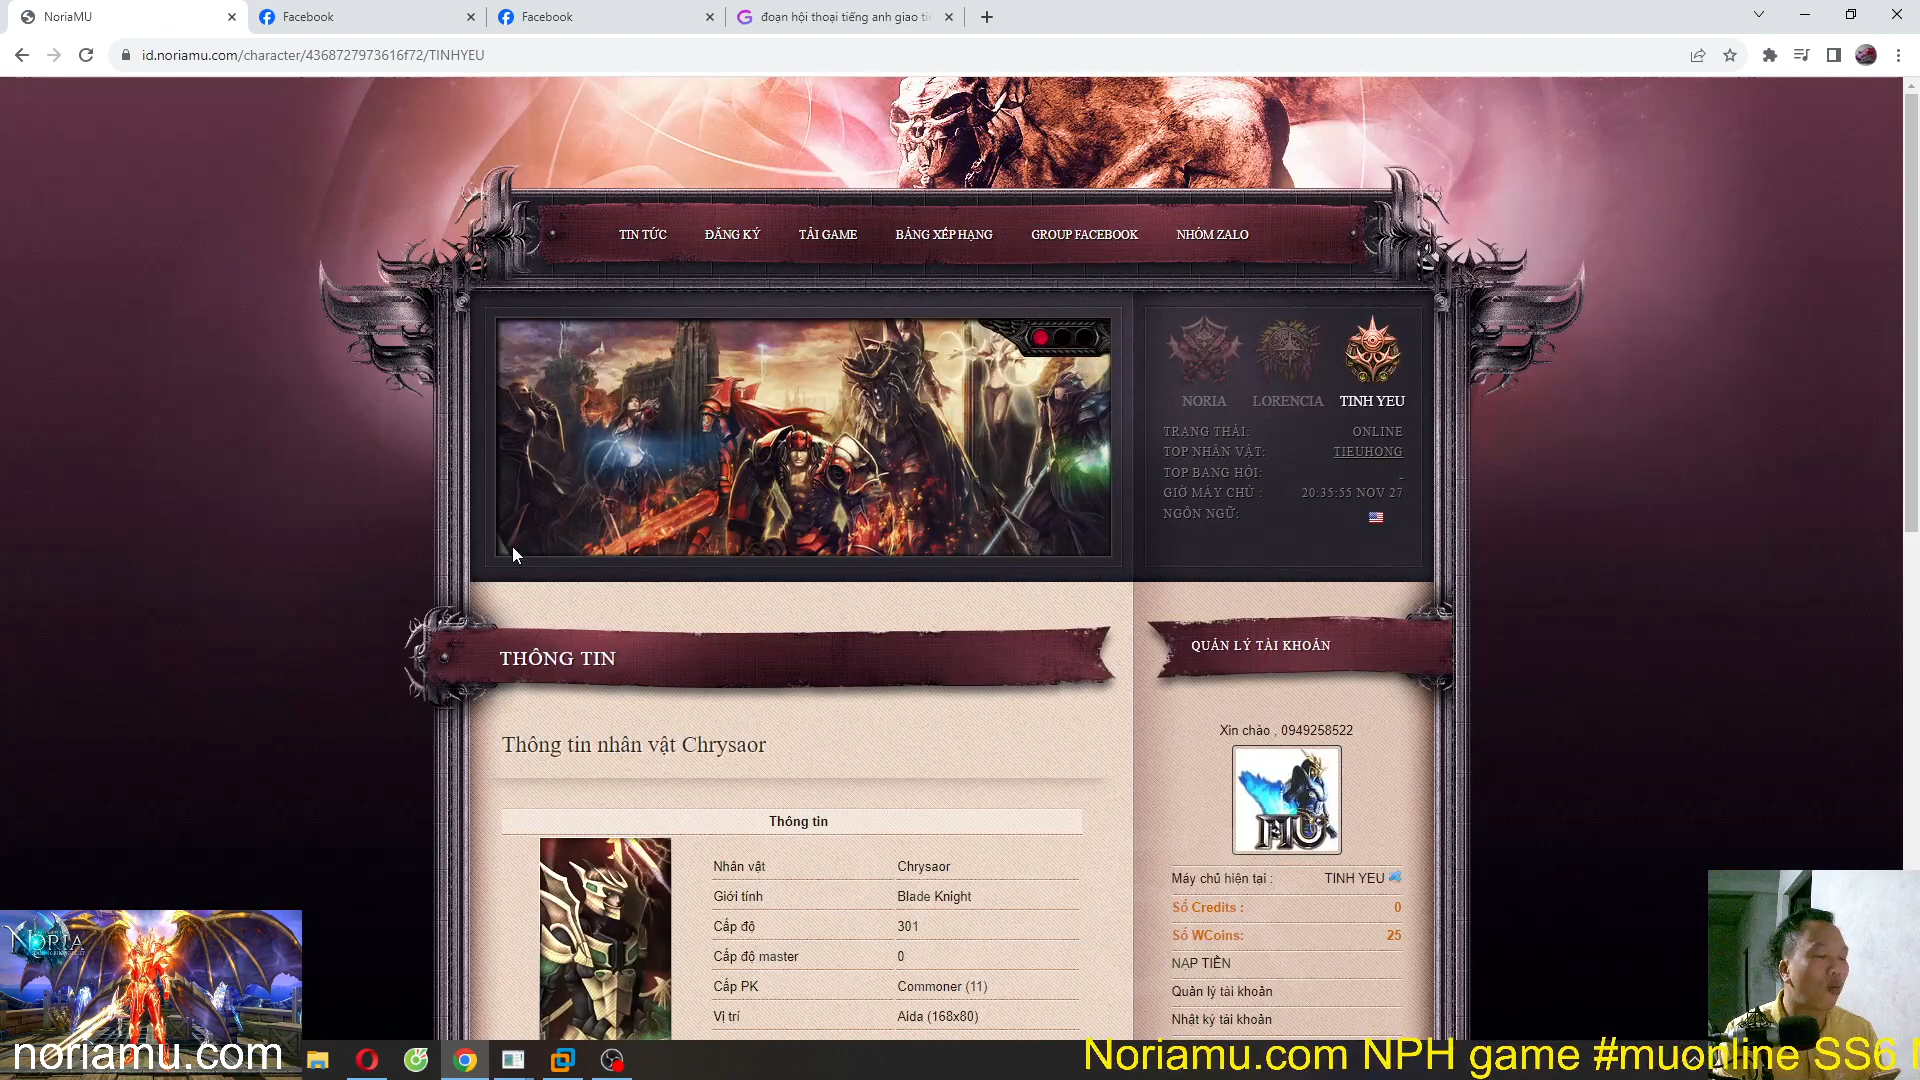 NoriaMU
Facebook
Facebook
đoạn hội thoại tiếng anh giao ti
id.noriamu.com/character/4368727973616f72/TINHYEU
TIN TỨC
ĐĂNG KÝ
TẢI GAME
BẢNG XẾP HẠNG
GROUP FACEBOOK
NHÓM ZALO
NORIA
LORENCIA
TINH YEU
TRẠNG THÁI: ONLINE
TOP NHÂN VẬT: TIEUHONG
TOP BANG HỘI: -
GIỜ MÁY CHỦ : 20:35:55 NOV 27
NGÔN NGỮ:
THÔNG TIN
QUẢN LÝ TÀI KHOẢN
Thông tin nhân vật Chrysaor
Xin chào , 0949258522
MU
Thông tin
Nhân vật Chrysaor
Giới tính Blade Knight
Cấp độ 301
Cấp độ master 0
Cấp PK Commoner (11)
Vị trí Aida (168x80)
Máy chủ hiện tại : TINH YEU
Số Credits : 0
Số WCoins: 25
NẠP TIỀN
Quản lý tài khoản
Nhật ký tài khoản
NORIA
noriamu.com
Noriamu.com NPH game #muonline SS6